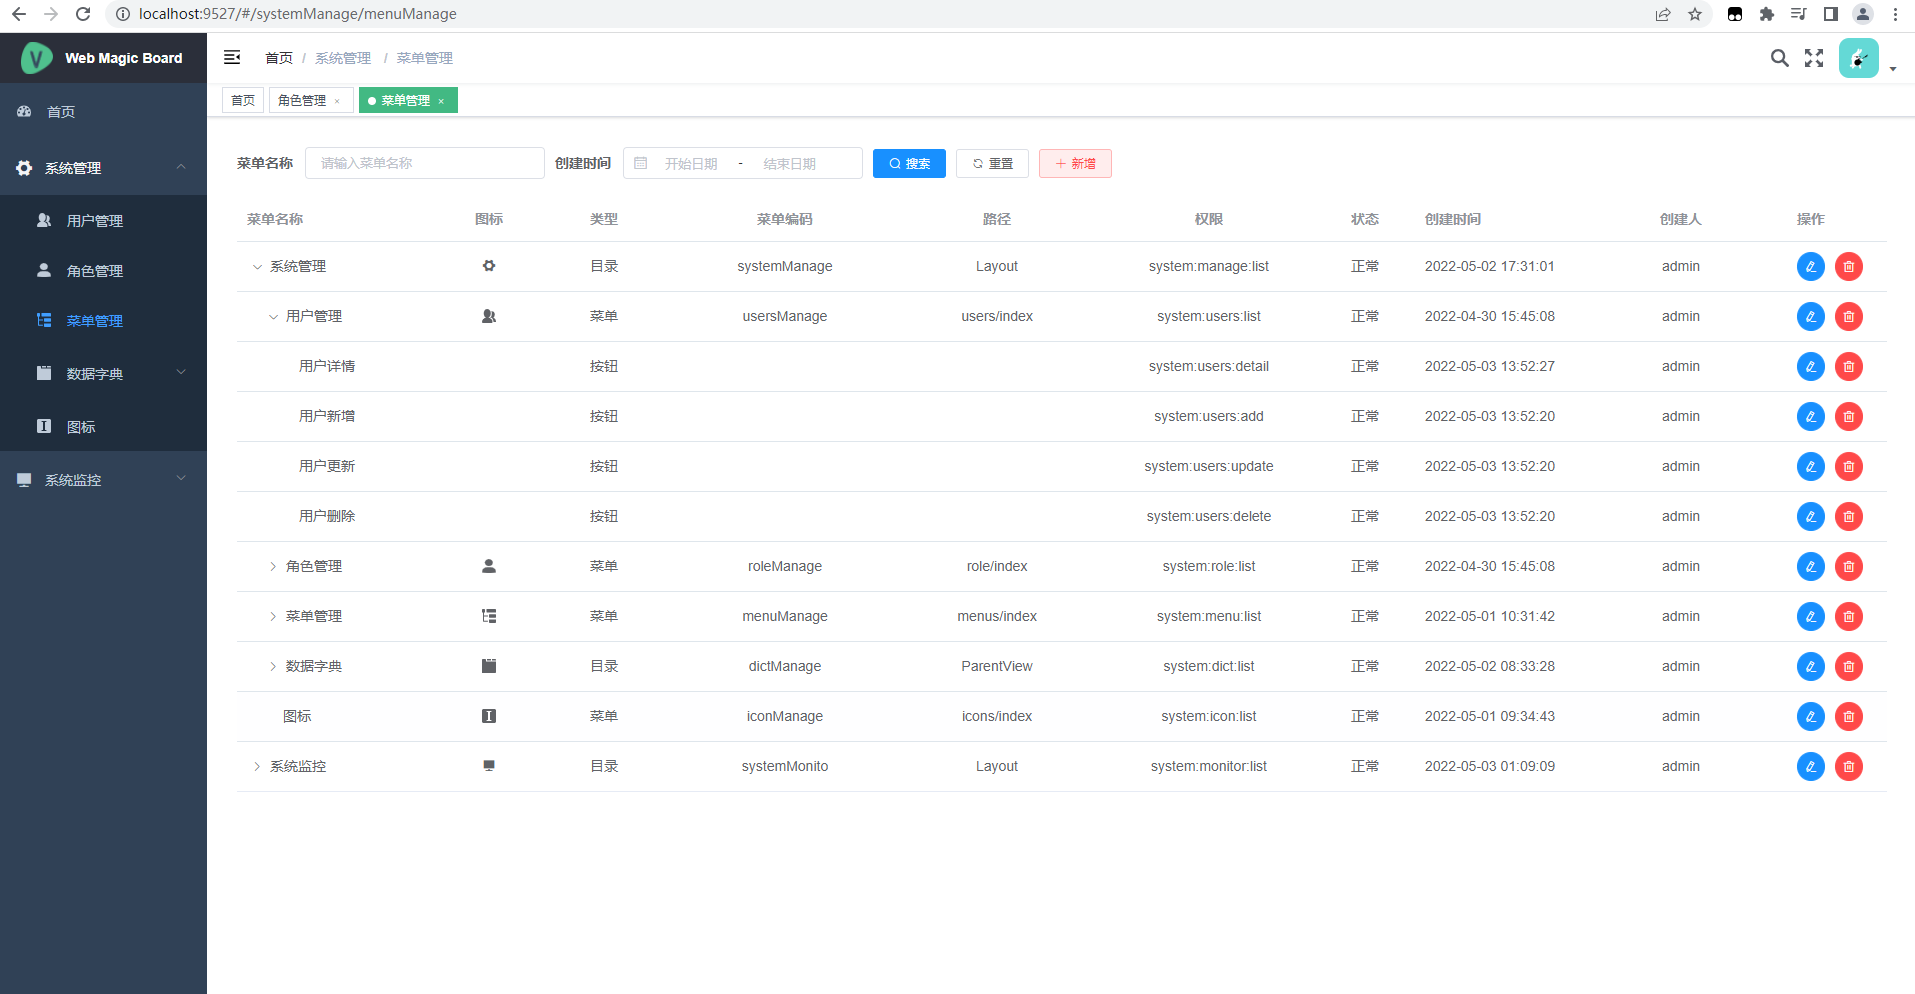 localhost:9527/#/systemManage/menuManage
Web Magic Board
首页 / 系统管理 / 菜单管理
首页 角色管理 × 菜单管理 ×
首页
系统管理
用户管理
角色管理
菜单管理
数据字典
图标
系统监控
菜单名称 请输入菜单名称 创建时间 开始日期 - 结束日期 搜索 重置 新增
菜单名称 图标 类型 菜单编码 路径 权限 状态 创建时间 创建人 操作
系统管理 目录 systemManage Layout system:manage:list 正常 2022-05-02 17:31:01 admin
用户管理 菜单 usersManage users/index system:users:list 正常 2022-04-30 15:45:08 admin
用户详情 按钮 system:users:detail 正常 2022-05-03 13:52:27 admin
用户新增 按钮 system:users:add 正常 2022-05-03 13:52:20 admin
用户更新 按钮 system:users:update 正常 2022-05-03 13:52:20 admin
用户删除 按钮 system:users:delete 正常 2022-05-03 13:52:20 admin
角色管理 菜单 roleManage role/index system:role:list 正常 2022-04-30 15:45:08 admin
菜单管理 菜单 menuManage menus/index system:menu:list 正常 2022-05-01 10:31:42 admin
数据字典 目录 dictManage ParentView system:dict:list 正常 2022-05-02 08:33:28 admin
图标 菜单 iconManage icons/index system:icon:list 正常 2022-05-01 09:34:43 admin
系统监控 目录 systemMonito Layout system:monitor:list 正常 2022-05-03 01:09:09 admin